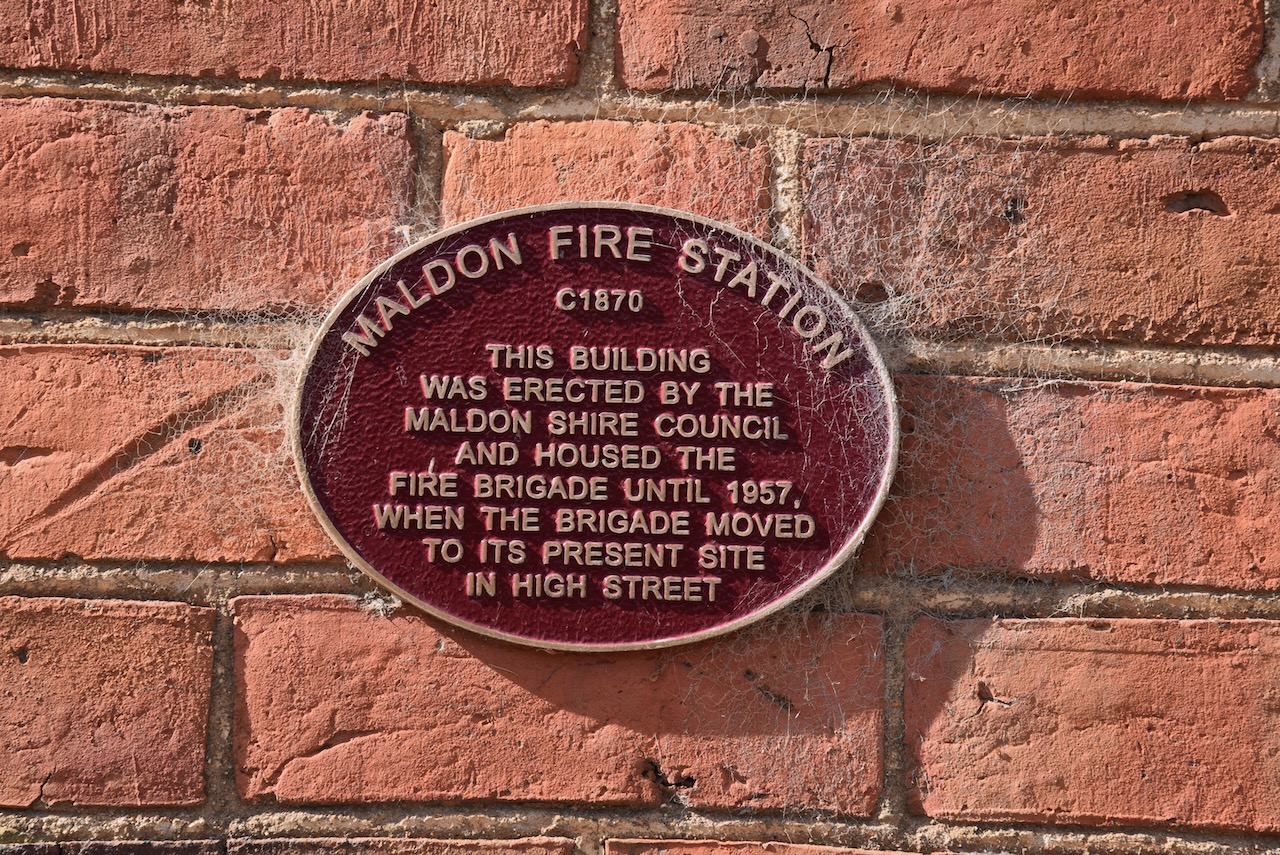 MALDON FIRE STATION
C1870
THIS BUILDING
WAS ERECTED BY THE
MALDON SHIRE COUNCIL
AND HOUSED THE
FIRE BRIGADE UNTIL 1957,
WHEN THE BRIGADE MOVED
TO ITS PRESENT SITE
IN HIGH STREET